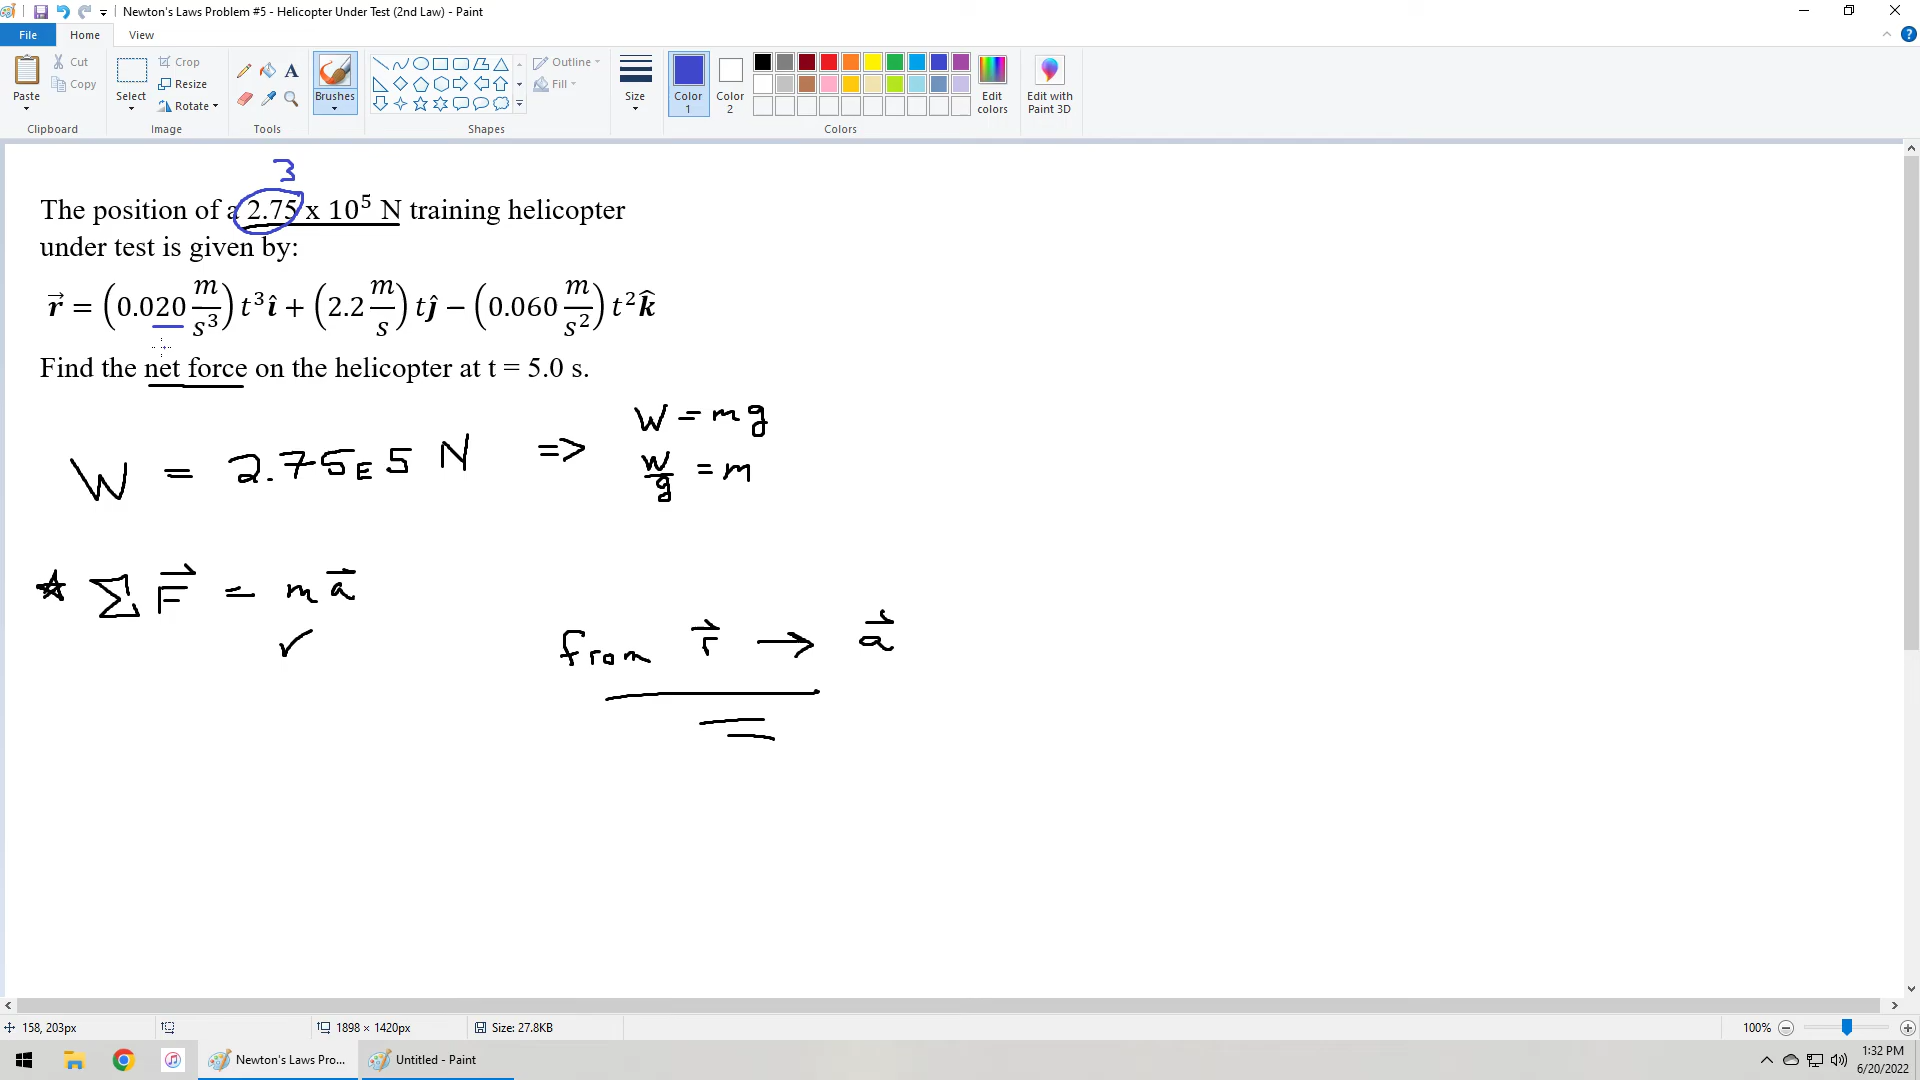 Newton's Laws Problem #5 - Helicopter Under Test (2nd Law) - Paint
File Home View
Paste Cut Copy Clipboard
Select Crop Resize Rotate Image
A Tools
Brushes
Outline Fill Shapes
Size
Color 1 Color 2 Edit colors Edit with Paint 3D Colors
3
The position of a 2.75 x 10⁵ N training helicopter
under test is given by:
r⃗ = (0.020 m/s³) t³ î + (2.2 m/s) t ĵ − (0.060 m/s²) t² k̂
Find the net force on the helicopter at t = 5.0 s.
W = mg
W = 2.75E5 N =>
W/g = m
Σ F⃗ = m a⃗
from r⃗ → a⃗
158, 203px 1898 × 1420px Size: 27.8KB 100%
Newton's Laws Pro... Untitled - Paint
1:32 PM
6/20/2022